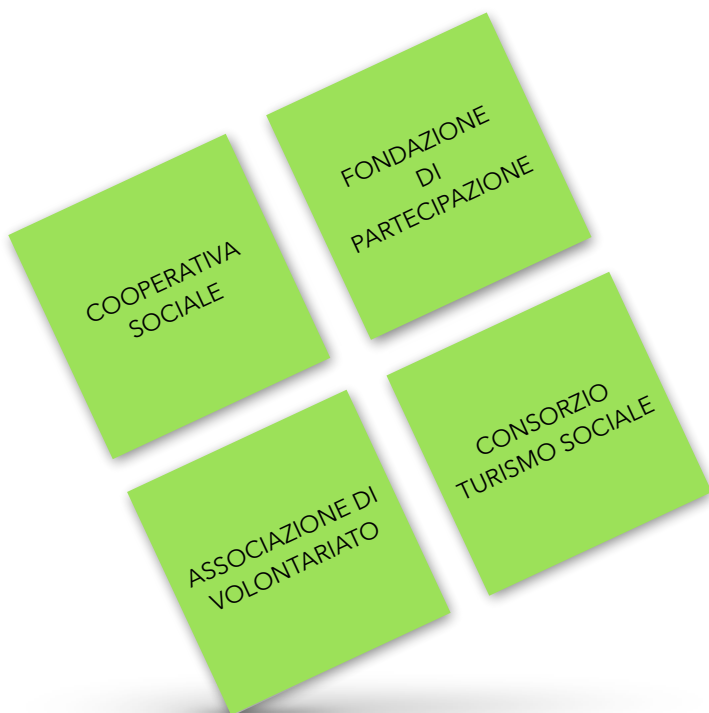 FONDAZIONE
DI
PARTECIPAZIONE
COOPERATIVA
SOCIALE
CONSORZIO
TURISMO SOCIALE
ASSOCIAZIONE DI
VOLONTARIATO